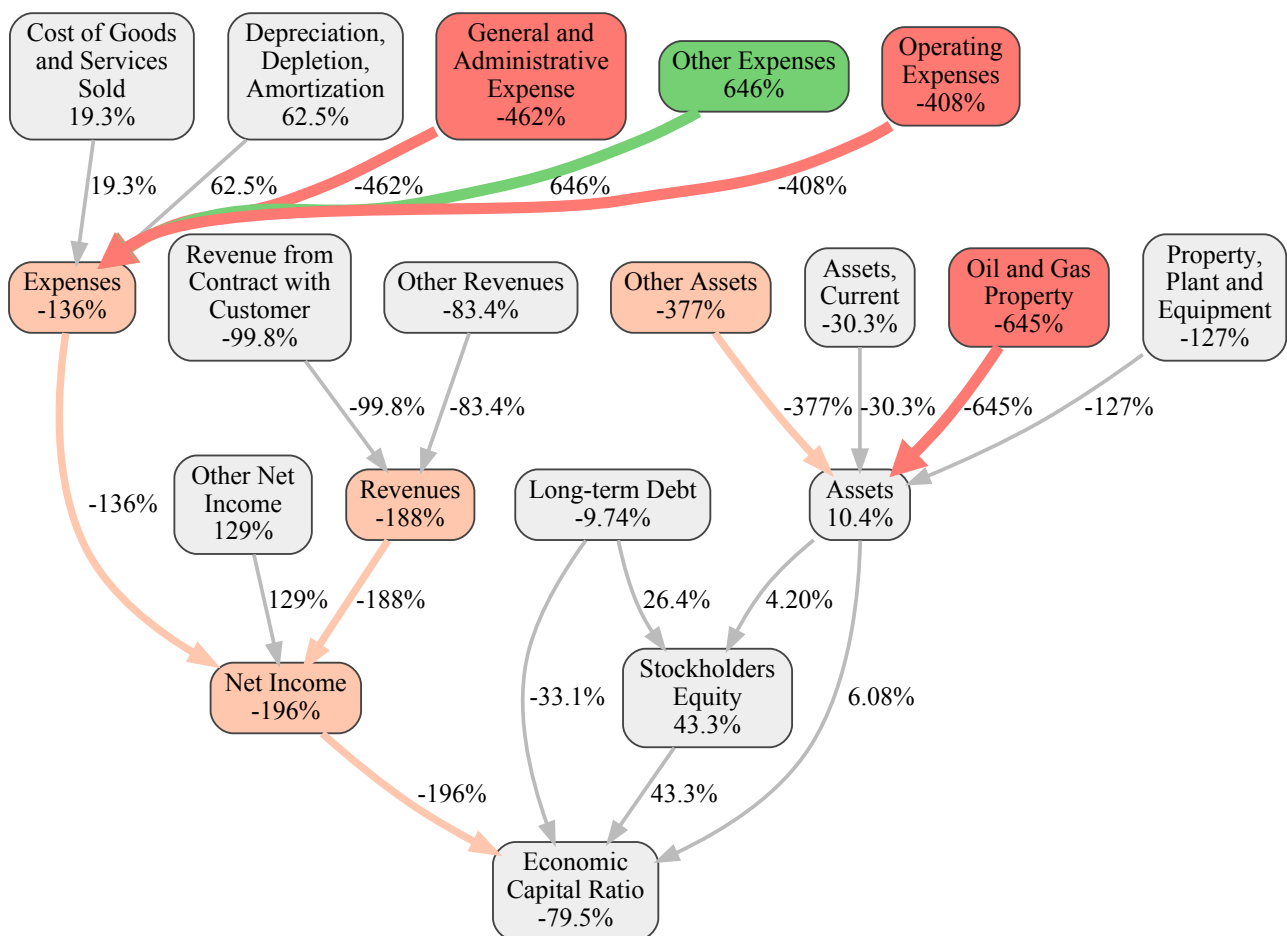 Cost of Goods
and Services
Sold
19.3%
Depreciation,
Depletion,
Amortization
62.5%
General and
Administrative
Expense
-462%
Other Expenses
646%
Operating
Expenses
-408%
19.3%
62.5%
-462%
646%
-408%
Expenses
-136%
Revenue from
Contract with
Customer
-99.8%
Other Revenues
-83.4%
Other Assets
-377%
Assets,
Current
-30.3%
Oil and Gas
Property
-645%
Property,
Plant and
Equipment
-127%
-99.8%
-83.4%
-377%
-30.3%
-645%
-127%
-136%
Other Net
Income
129%
Revenues
-188%
Long-term Debt
-9.74%
Assets
10.4%
129%
-188%
26.4%
4.20%
Net Income
-196%
-33.1%
Stockholders
Equity
43.3%
6.08%
-196%
43.3%
Economic
Capital Ratio
-79.5%